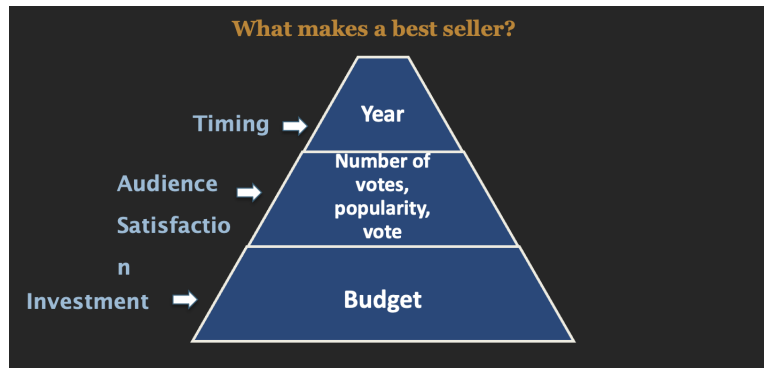 What makes a best seller?
Timing
Year
Audience
Satisfactio
n
Number of
votes,
popularity,
vote
Investment
Budget